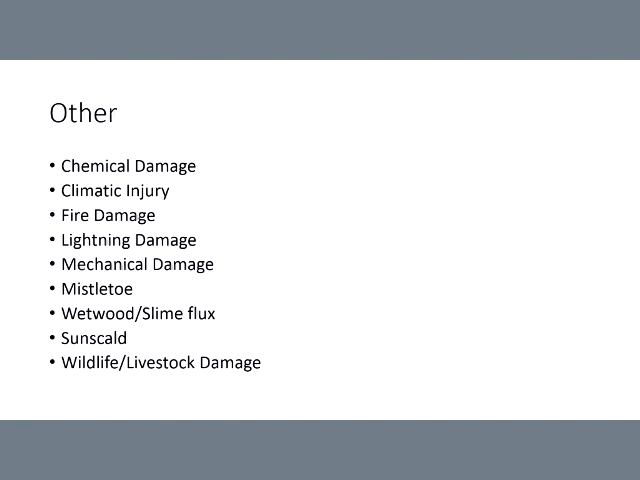 Other
• Chemical Damage
• Climatic Injury
• Fire Damage
• Lightning Damage
• Mechanical Damage
• Mistletoe
• Wetwood/Slime flux
• Sunscald
• Wildlife/Livestock Damage